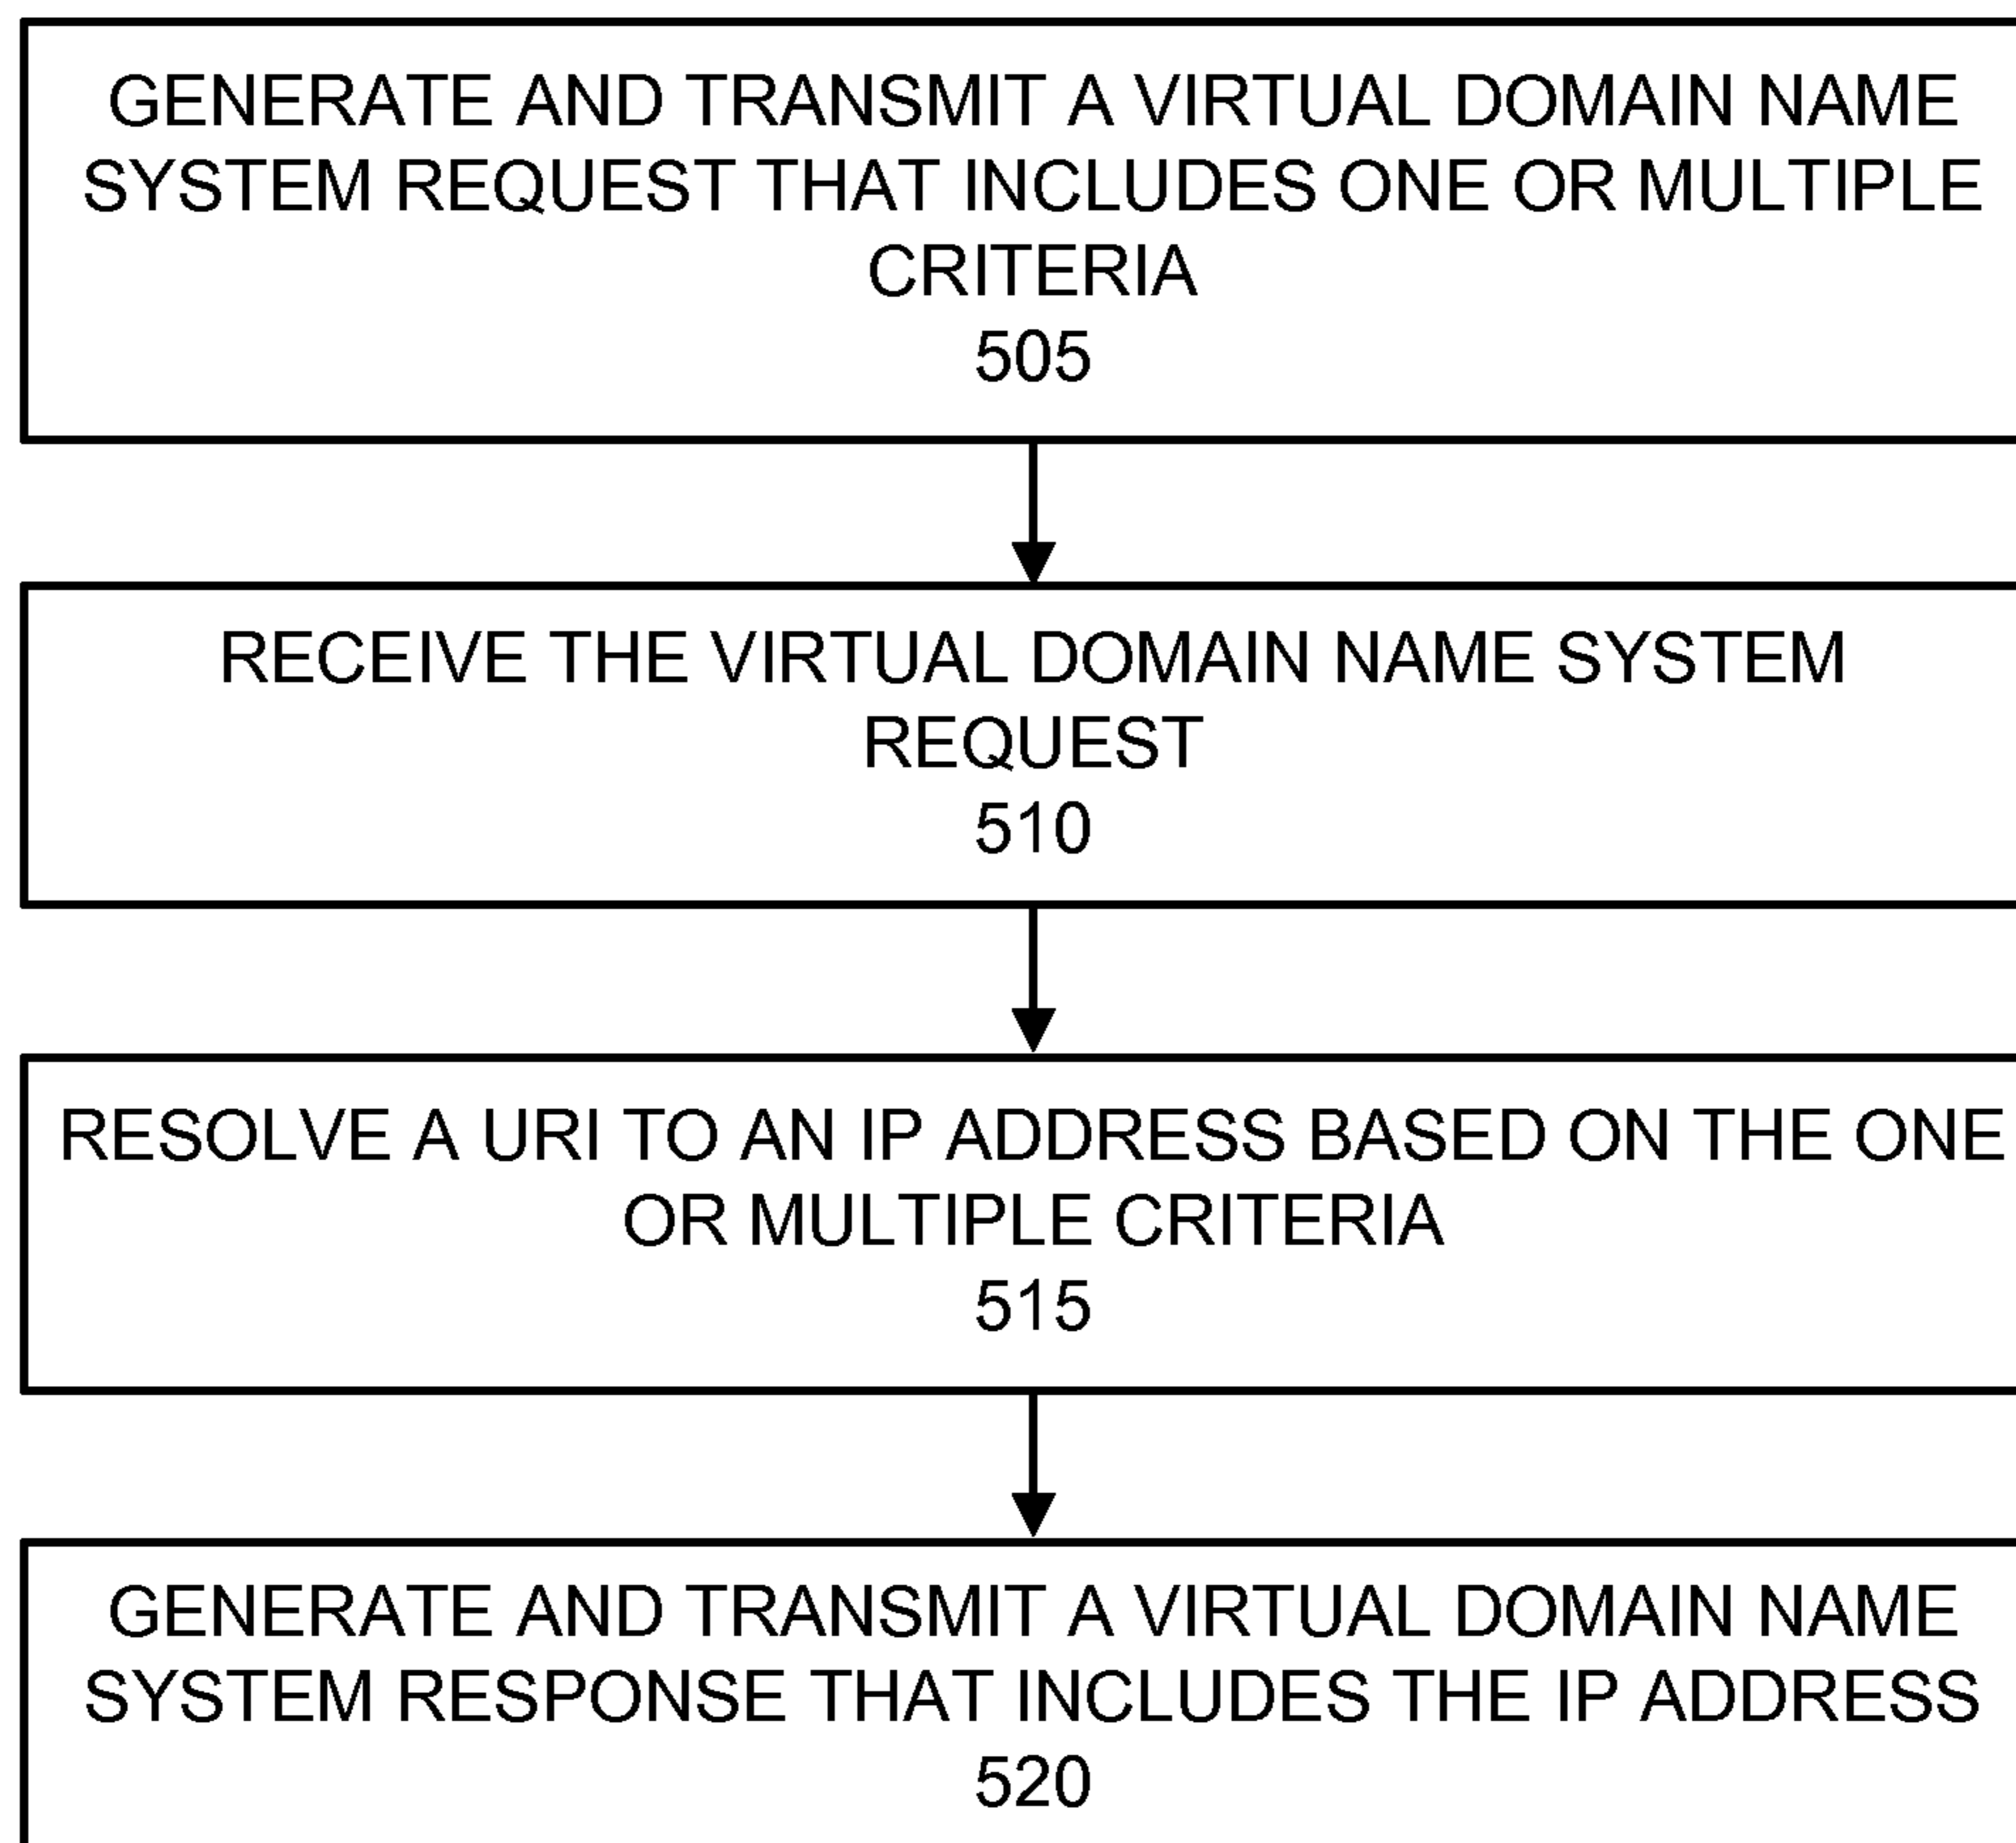 GENERATE AND TRANSMIT A VIRTUAL DOMAIN NAME
SYSTEM REQUEST THAT INCLUDES ONE OR MULTIPLE
CRITERIA
505
RECEIVE THE VIRTUAL DOMAIN NAME SYSTEM
REQUEST
510
RESOLVE A URI TO AN IP ADDRESS BASED ON THE ONE
OR MULTIPLE CRITERIA
515
GENERATE AND TRANSMIT A VIRTUAL DOMAIN NAME
SYSTEM RESPONSE THAT INCLUDES THE IP ADDRESS
520